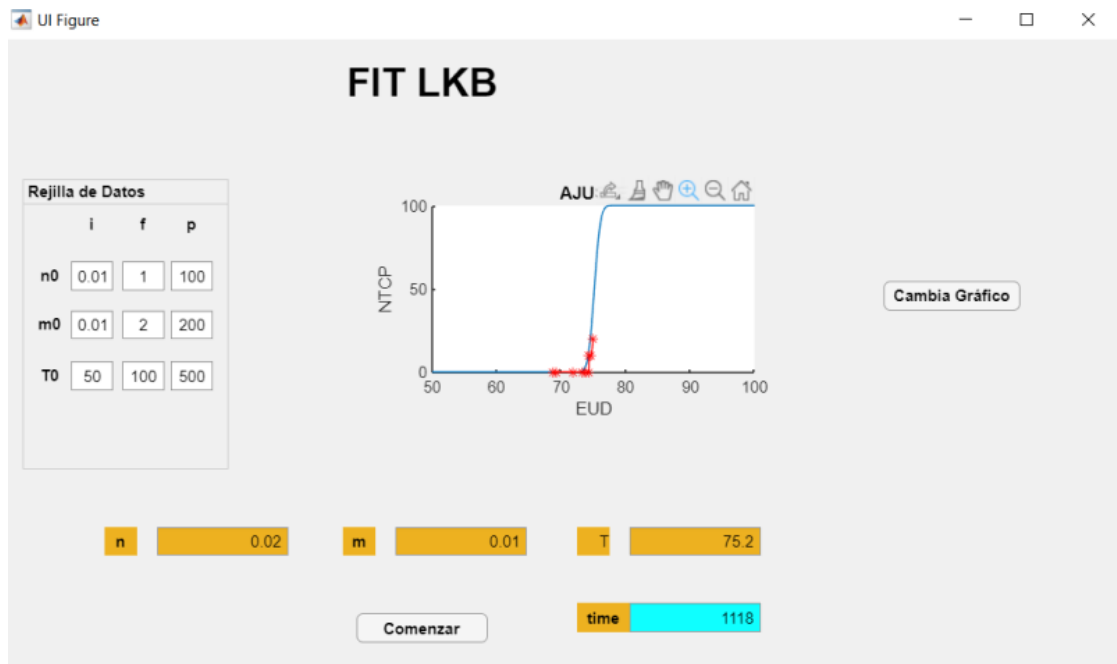 UI Figure
FIT LKB
Rejilla de Datos
i f p
n0 0.01 1 100
m0 0.01 2 200
T0 50 100 500
AJU
100
50
0
NTCP
50 60 70 80 90 100
EUD
Cambia Gráfico
n 0.02 m 0.01 T 75.2
Comenzar
time 1118